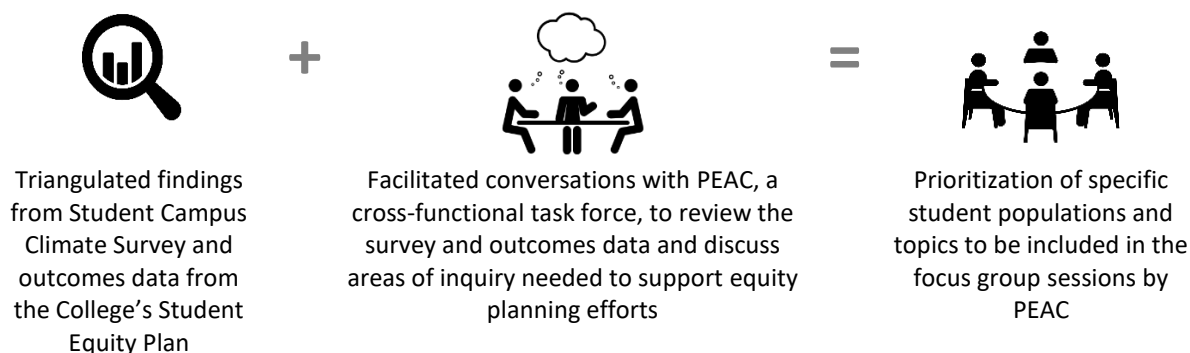 +
=
Triangulated findings
from Student Campus
Climate Survey and
outcomes data from
the College’s Student
Equity Plan
Facilitated conversations with PEAC, a
cross-functional task force, to review the
survey and outcomes data and discuss
areas of inquiry needed to support equity
planning efforts
Prioritization of specific
student populations and
topics to be included in the
focus group sessions by
PEAC